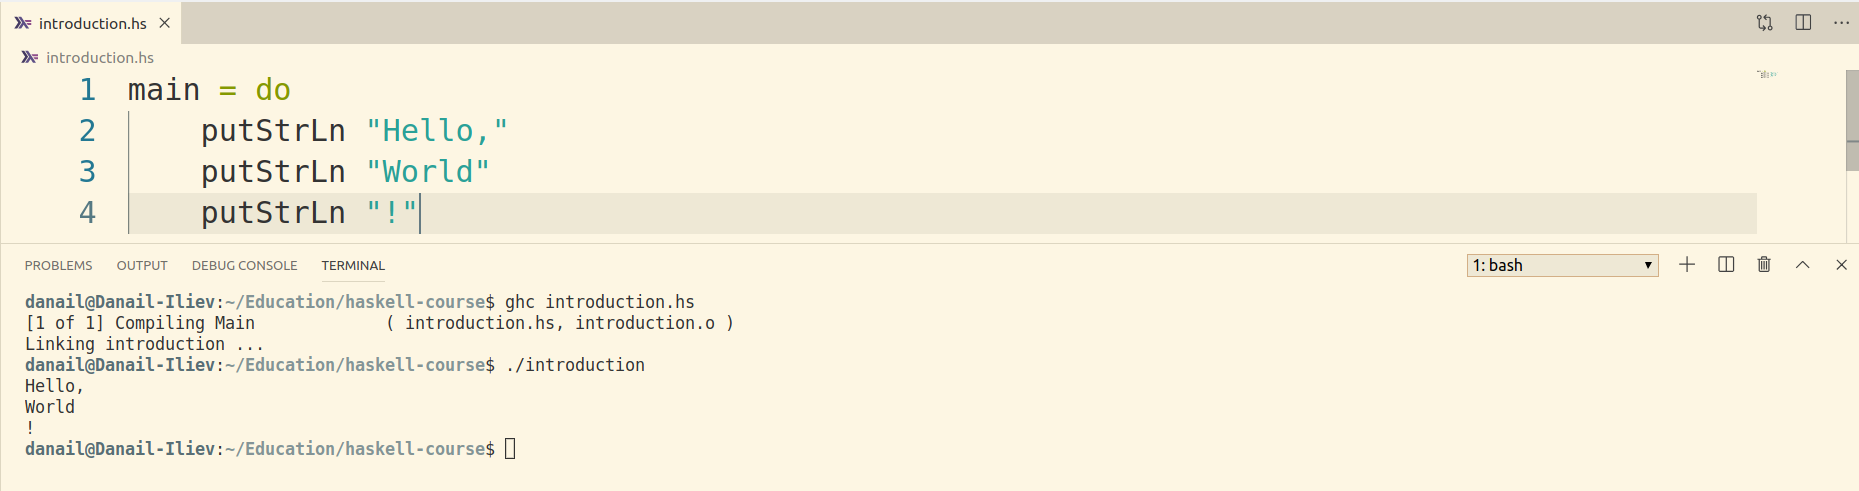 introduction.hs ×
introduction.hs
1 main = do
2     putStrLn "Hello,"
3     putStrLn "World"
4     putStrLn "!"
PROBLEMS OUTPUT DEBUG CONSOLE TERMINAL 1: bash
danail@Danail-Iliev:~/Education/haskell-course$ ghc introduction.hs
[1 of 1] Compiling Main             ( introduction.hs, introduction.o )
Linking introduction ...
danail@Danail-Iliev:~/Education/haskell-course$ ./introduction
Hello,
World
!
danail@Danail-Iliev:~/Education/haskell-course$